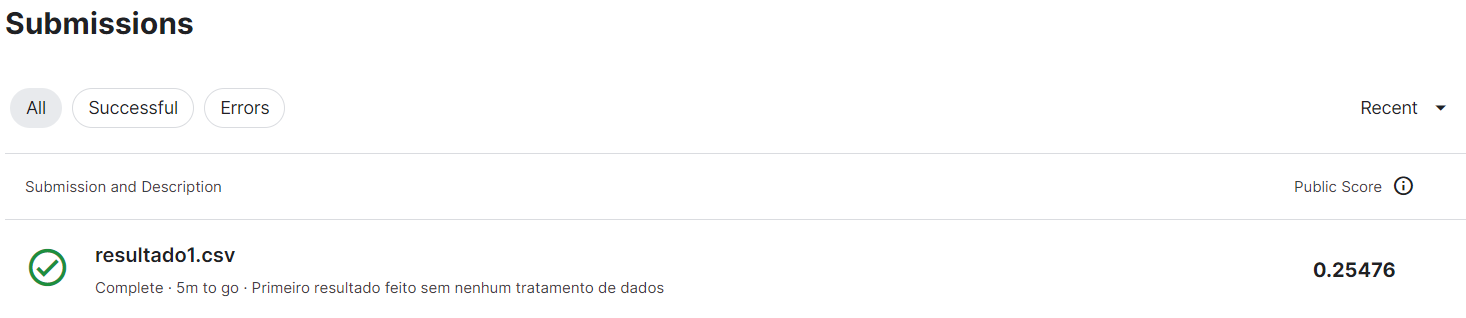 Submissions
All Successful Errors Recent
Submission and Description Public Score
resultado1.csv
0.25476
Complete · 5m to go · Primeiro resultado feito sem nenhum tratamento de dados